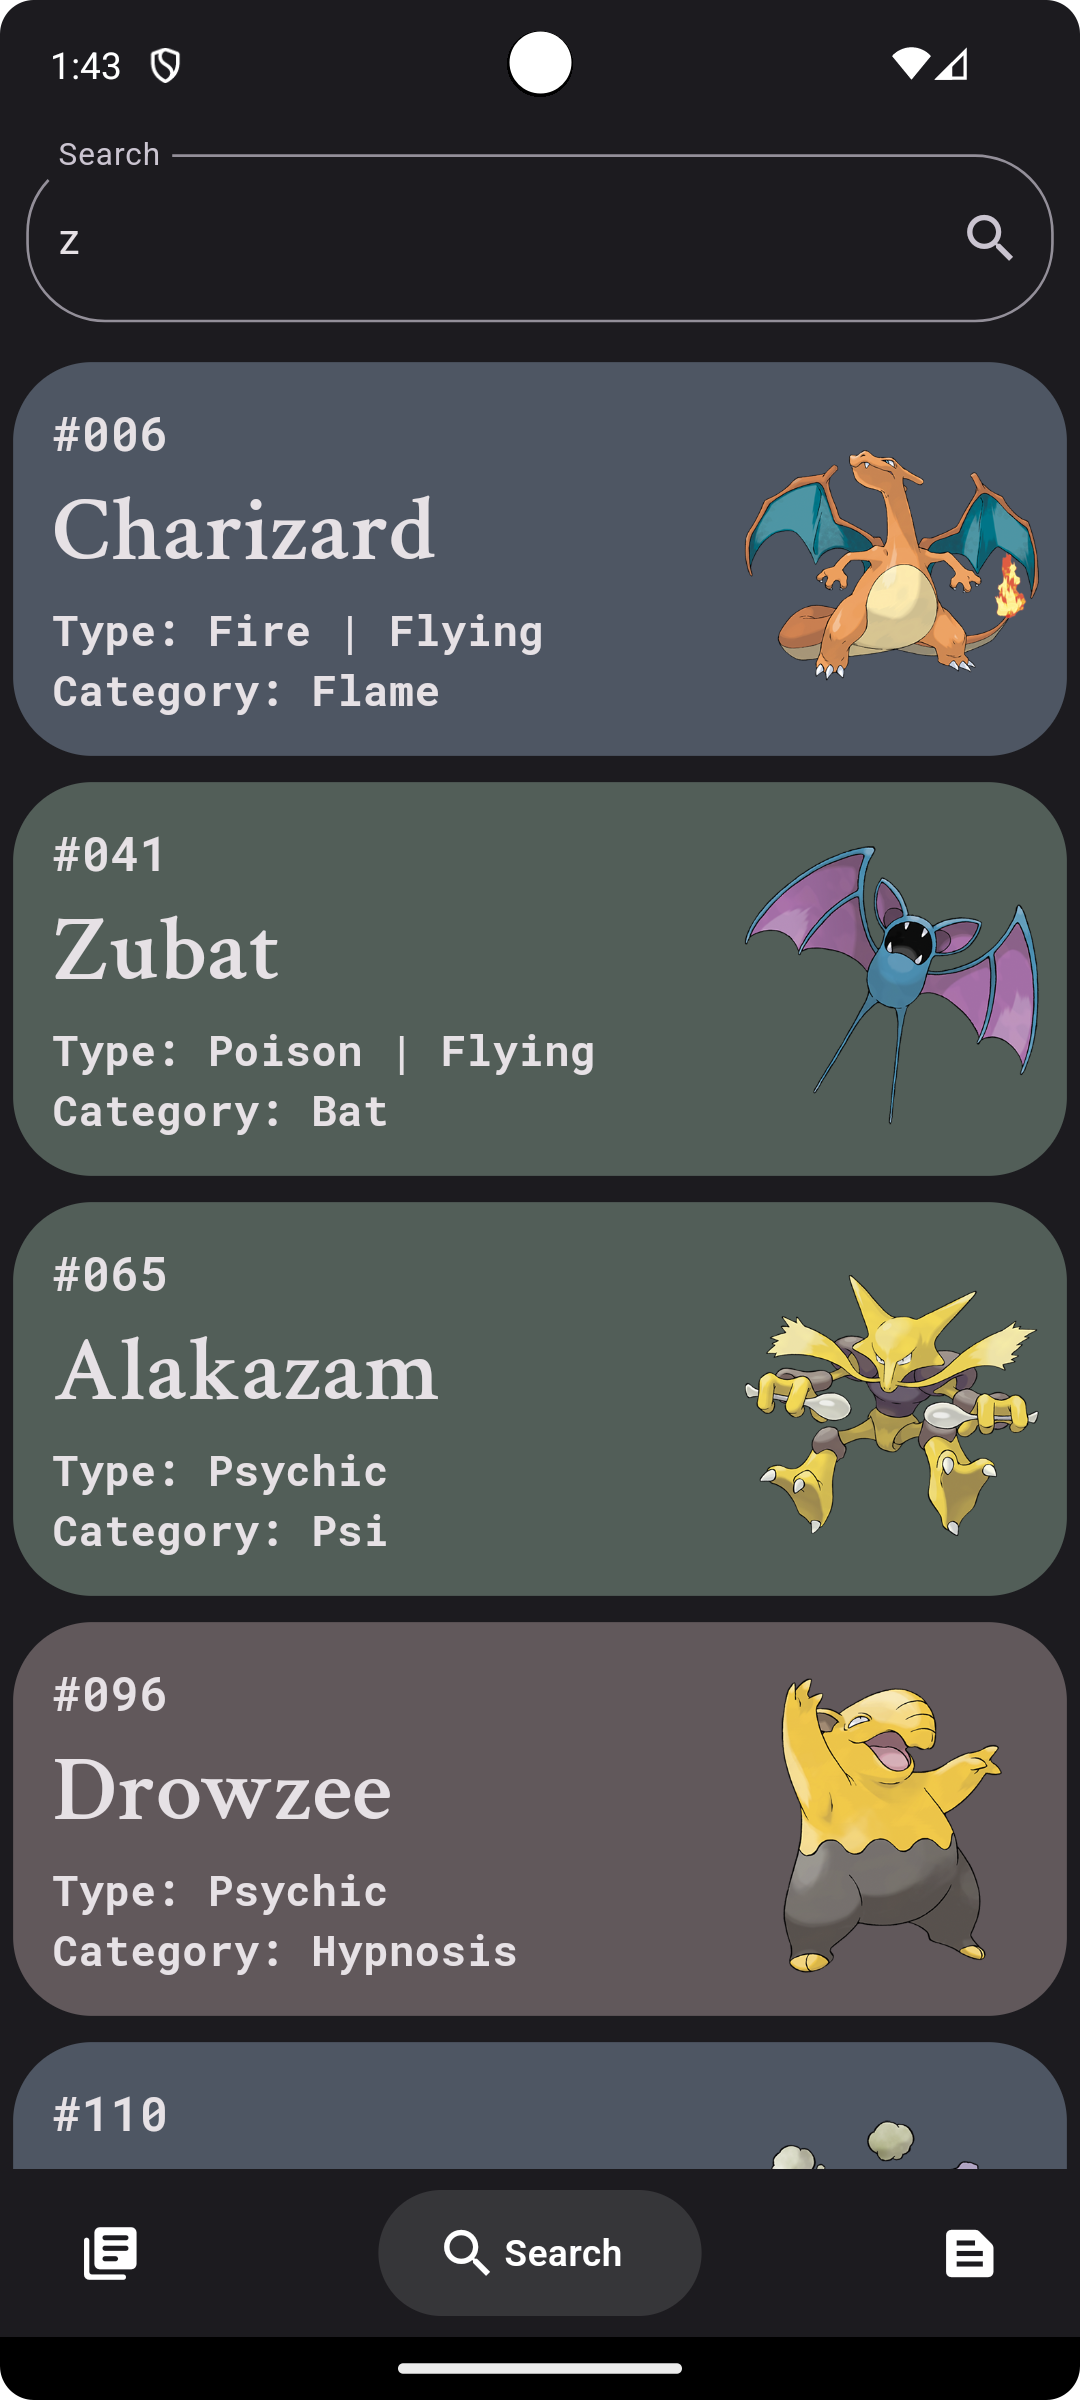 1:43
Search
z
#006
Charizard
Type: Fire | Flying
Category: Flame
#041
Zubat
Type: Poison | Flying
Category: Bat
#065
Alakazam
Type: Psychic
Category: Psi
#096
Drowzee
Type: Psychic
Category: Hypnosis
#110
Search